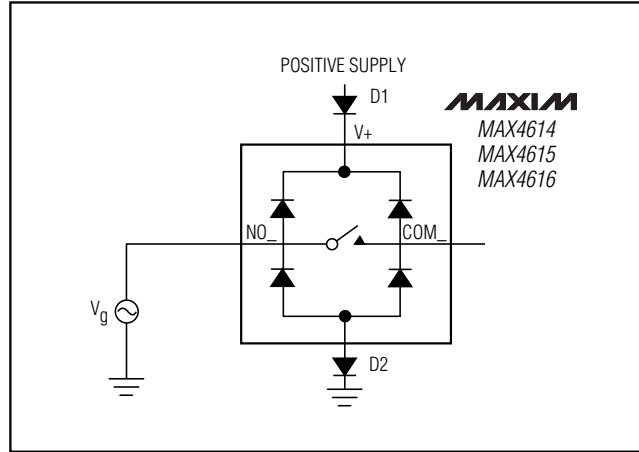 POSITIVE SUPPLY
D1
MAXIM
V+
MAX4614
MAX4615
MAX4616
NO_
COM_
Vg
D2